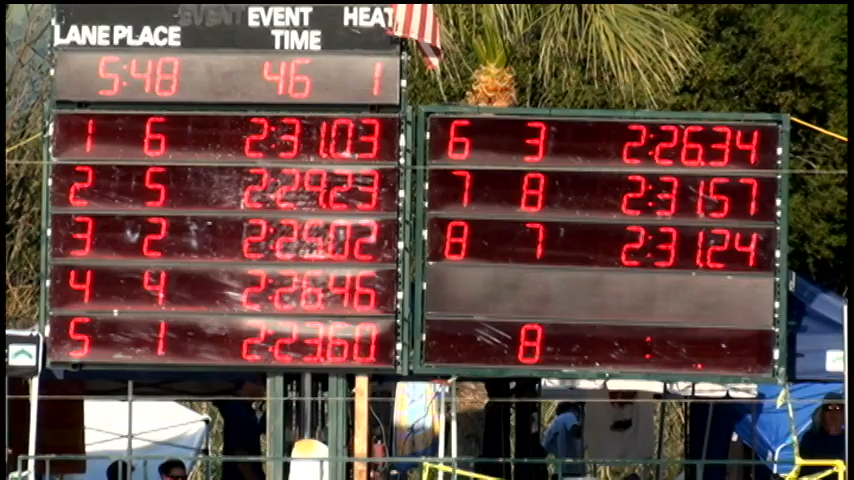 EVENT EVENT HEAT
LANE PLACE TIME
5:48 46 1
1 6 2:31.03
2 5 2:29.23
3 2 2:25.02
4 4 2:26.46
5 1 2:23.60
6 3 2:26.34
7 8 2:31.57
8 7 2:31.24
8 : .